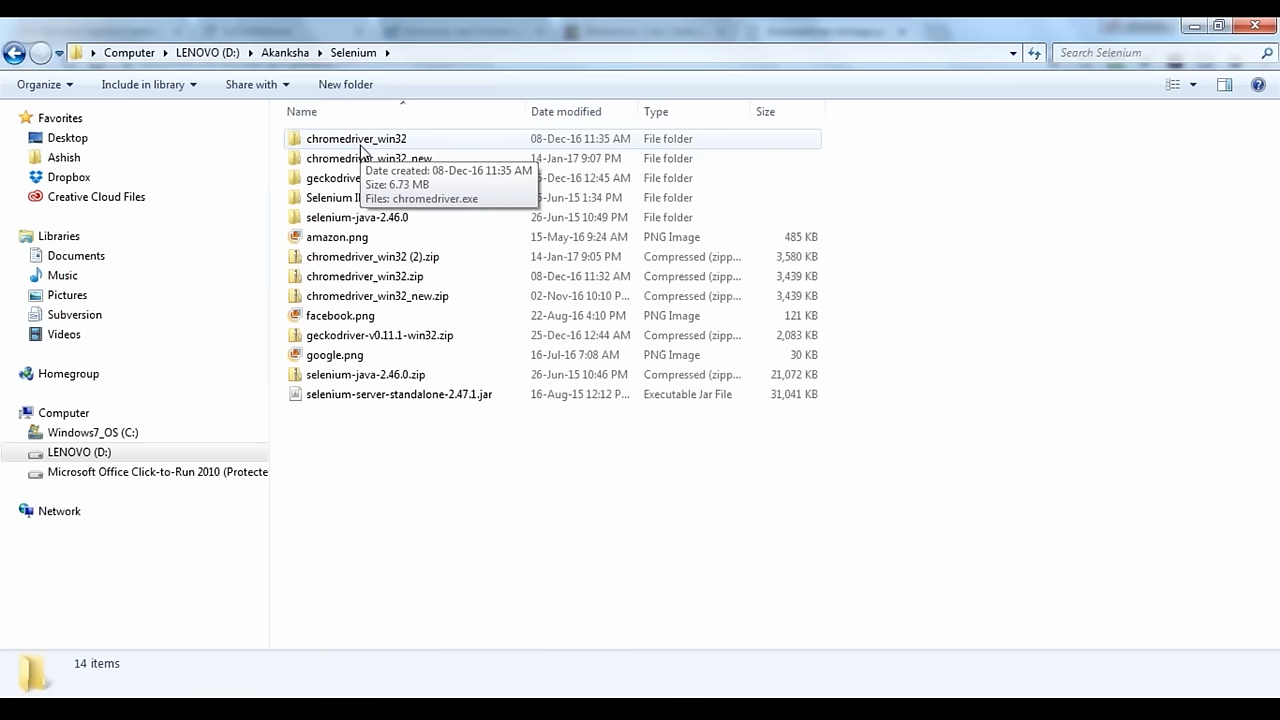 Computer LENOVO (D:) Akanksha Selenium Search Selenium
Organize Include in library Share with New folder
Name Date modified Type Size
Favorites
Desktop
Ashish
Dropbox
Creative Cloud Files
Libraries
Documents
Music
Pictures
Subversion
Videos
Homegroup
Computer
Windows7_OS (C:)
LENOVO (D:)
Microsoft Office Click-to-Run 2010 (Protecte
Network
chromedriver_win32 08-Dec-16 11:35 AM File folder
chromedriver_win32_new 14-Jan-17 9:07 PM File folder
geckodrive -Dec-16 12:45 AM File folder
Selenium I -Jun-15 1:34 PM File folder
selenium-java-2.46.0 26-Jun-15 10:49 PM File folder
amazon.png 15-May-16 9:24 AM PNG Image 485 KB
chromedriver_win32 (2).zip 14-Jan-17 9:05 PM Compressed (zipp... 3,580 KB
chromedriver_win32.zip 08-Dec-16 11:32 AM Compressed (zipp... 3,439 KB
chromedriver_win32_new.zip 02-Nov-16 10:10 P... Compressed (zipp... 3,439 KB
facebook.png 22-Aug-16 4:10 PM PNG Image 121 KB
geckodriver-v0.11.1-win32.zip 25-Dec-16 12:44 AM Compressed (zipp... 2,083 KB
google.png 16-Jul-16 7:08 AM PNG Image 30 KB
selenium-java-2.46.0.zip 26-Jun-15 10:46 PM Compressed (zipp... 21,072 KB
selenium-server-standalone-2.47.1.jar 16-Aug-15 12:12 P... Executable Jar File 31,041 KB
Date created: 08-Dec-16 11:35 AM
Size: 6.73 MB
Files: chromedriver.exe
14 items